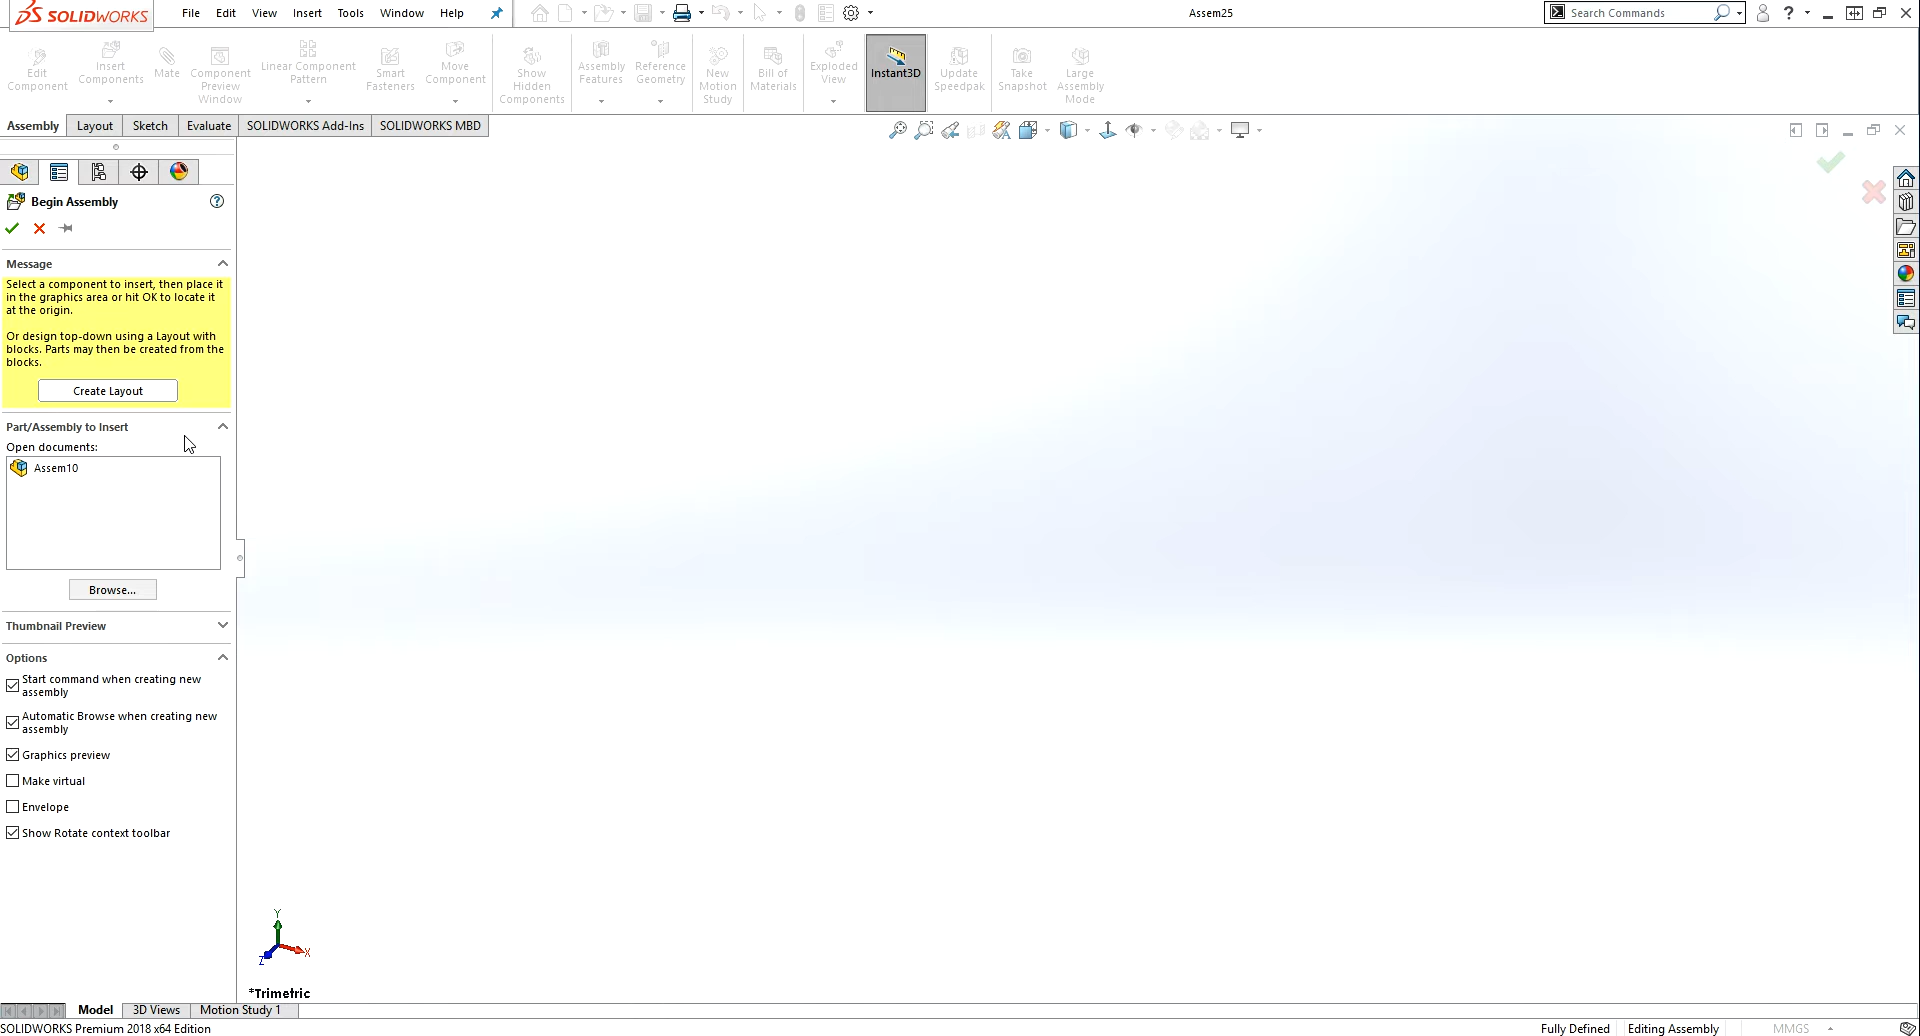 SOLIDWORKS File Edit View Insert Tools Window Help Assem25 Search Commands
Edit Component
Insert Components
Mate
Component Preview Window
Linear Component Pattern
Smart Fasteners
Move Component
Show Hidden Components
Assembly Features
Reference Geometry
New Motion Study
Bill of Materials
Exploded View
Instant3D
Update Speedpak
Take Snapshot
Large Assembly Mode
Assembly Layout Sketch Evaluate SOLIDWORKS Add-Ins SOLIDWORKS MBD
Begin Assembly
Message
Select a component to insert, then place it
in the graphics area or hit OK to locate it
at the origin.
Or design top-down using a Layout with
blocks. Parts may then be created from the
blocks.
Create Layout
Part/Assembly to Insert
Open documents:
Assem10
Browse...
Thumbnail Preview
Options
Start command when creating new
assembly
Automatic Browse when creating new
assembly
Graphics preview
Make virtual
Envelope
Show Rotate context toolbar
Y
X
Z
*Trimetric
Model 3D Views Motion Study 1
SOLIDWORKS Premium 2018 x64 Edition Fully Defined Editing Assembly MMGS